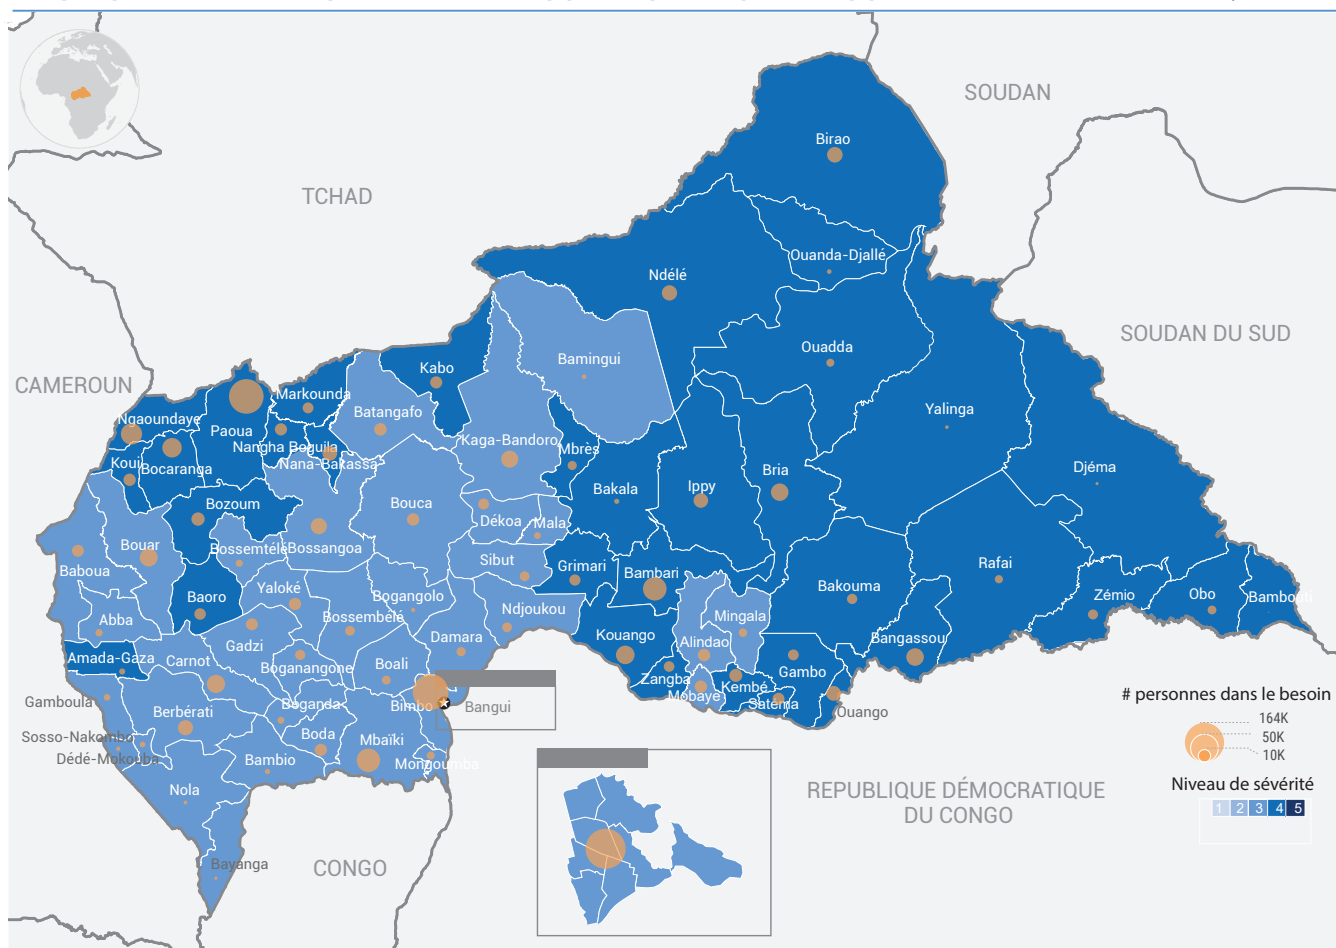 SOUDAN
Birao
TCHAD
Ouanda-Djallé
Ndélé
SOUDAN DU SUD
Ouadda
Bamingui
Kabo
CAMEROUN
Markounda
Yalinga
Batangafo
Ngaoundaye
Paoua
Kaga-Bandoro
Nangha Boguila
Mbrès
Koui
Bocaranga
Nana-Bakassa
Djéma
Bria
Ippy
Bakala
Bozoum
Bouca
Dékoa
Mala
Bouar
Bossemtélé
Bossangoa
Sibut
Rafai
Baboua
Grimari
Bambari
Bakouma
Yaloké
Baoro
Bogangolo
Zémio
Obo
Bambouti
Ndjoukou
Abba
Bossembélé
Mingala
Damara
Kouango
Bangassou
Gadzi
Alindao
Amada-Gaza
Carnot
Boganangone
Boali
Gambo
Zangba
Kembé
Mobaye
Satéma
Ouango
Gamboula
Berbérati
Boganda
Bimbo
Bangui
Sosso-Nakombo
Boda
Mbaïki
Dédé-Mokouba
Bambio
Mongoumba
Nola
Bayanga
CONGO
REPUBLIQUE DÉMOCRATIQUE
DU CONGO
# personnes dans le besoin
164K
50K
10K
Niveau de sévérité
1 2 3 4 5